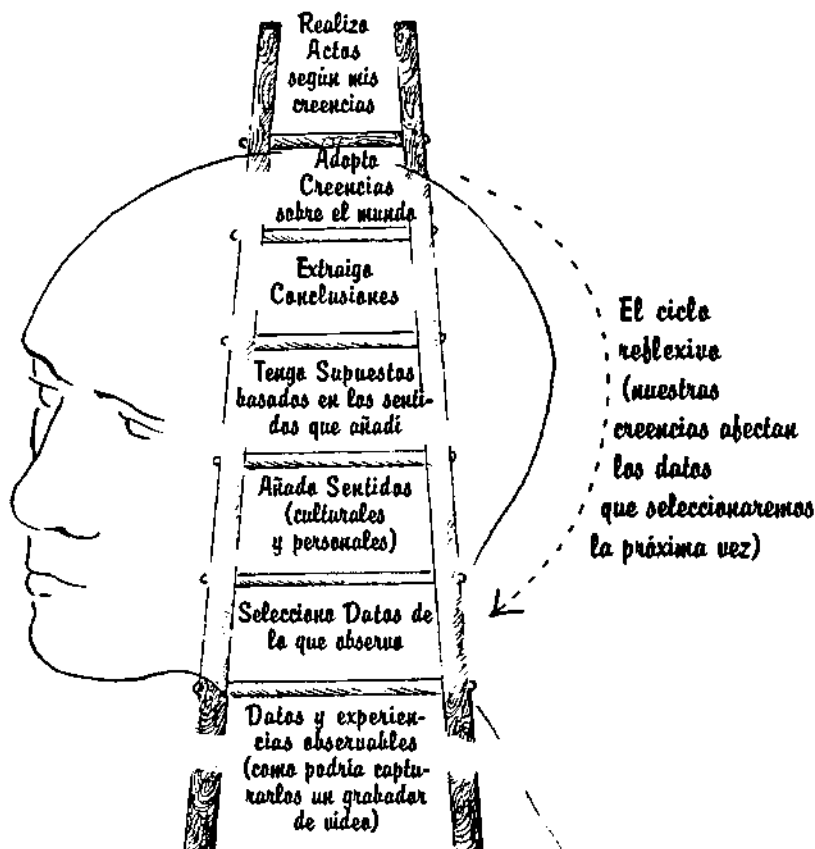 Realizo
Actos
según mis
creencias
Adopto
Creencias
sobre el mundo
Extraigo
Conclusiones
Tengo Supuestos
basados en los senti-
dos que añadí
Añado Sentidos
(culturales
y personales)
Selecciono Datos de
lo que observo
Datos y experien-
cias observables
(como podría captu-
rarlos un grabador
de video)
El ciclo
reflexivo
(nuestras
creencias afectan
los datos
que seleccionaremos
la próxima vez)